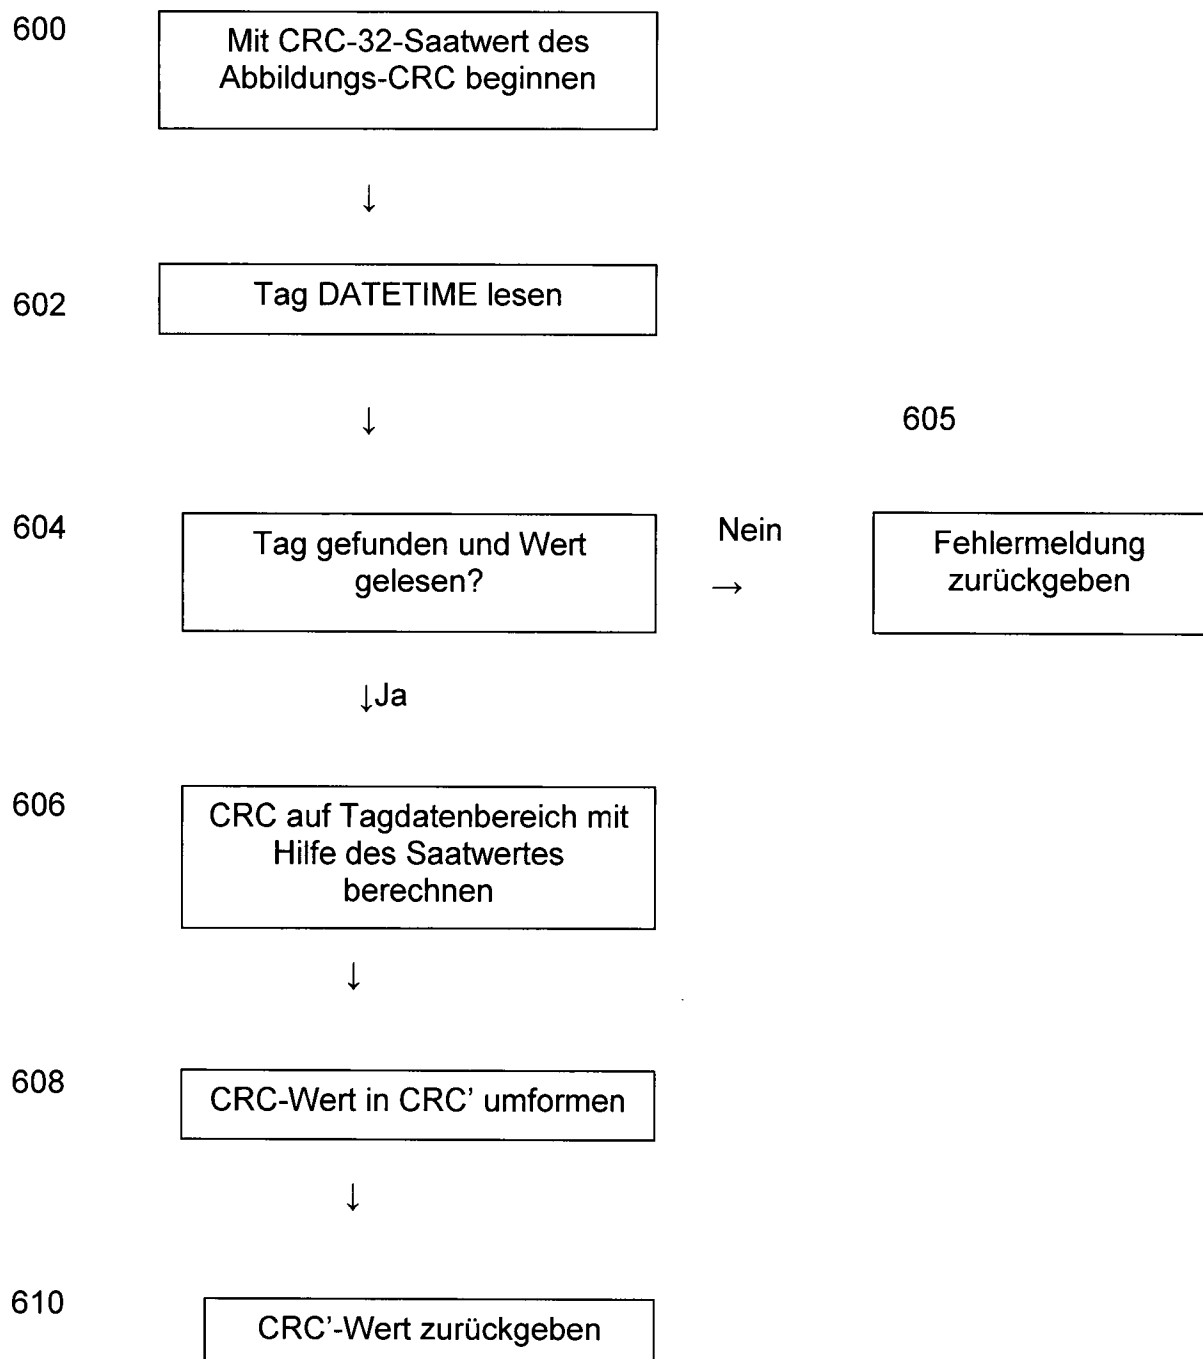 600
Mit CRC-32-Saatwert des
Abbildungs-CRC beginnen
↓
602
Tag DATETIME lesen
↓
605
604
Tag gefunden und Wert
gelesen?
Nein
→
Fehlermeldung
zurückgeben
↓Ja
606
CRC auf Tagdatenbereich mit
Hilfe des Saatwertes
berechnen
↓
608
CRC-Wert in CRC’ umformen
↓
610
CRC’-Wert zurückgeben